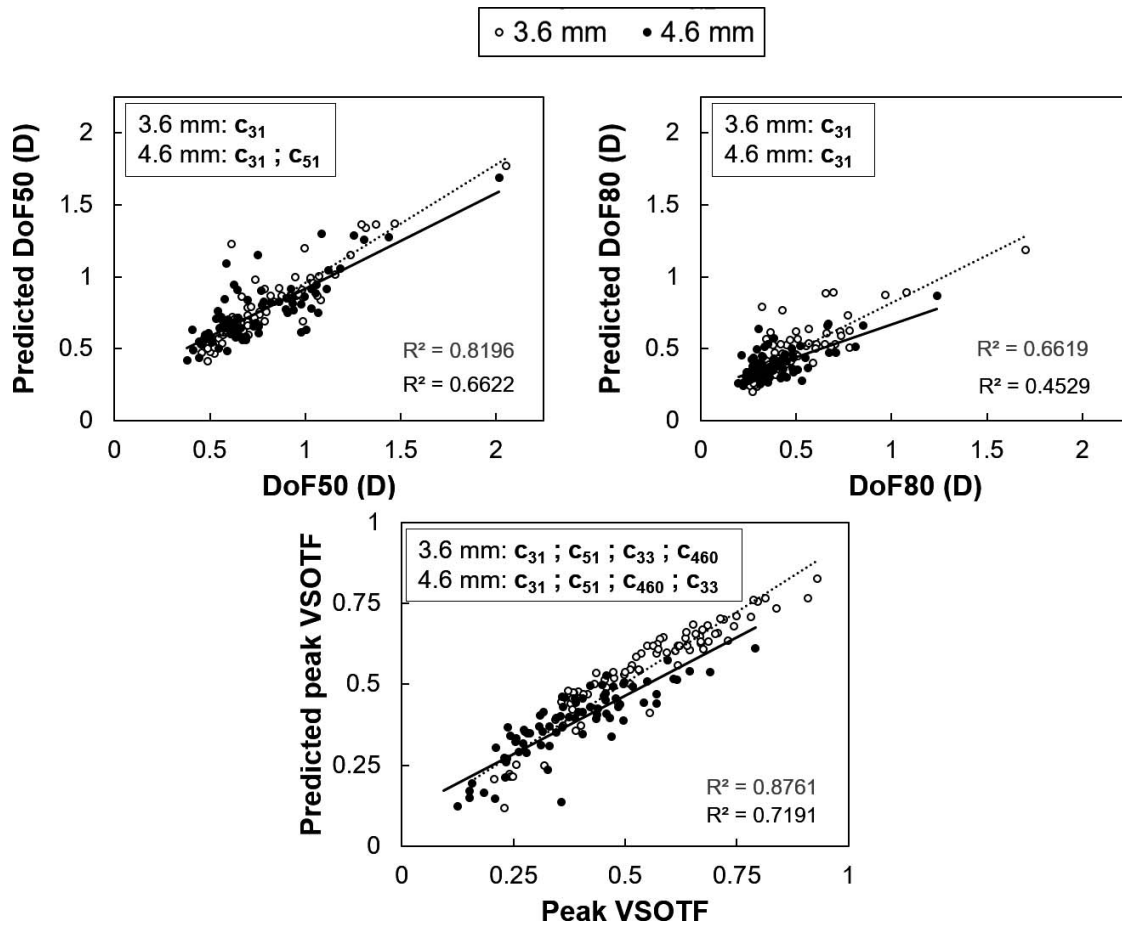 3.6 mm 4.6 mm
Predicted DoF50 (D)
3.6 mm: c31
4.6 mm: c31 ; c51
2
1.5
1
0.5
0
R² = 0.8196
R² = 0.6622
0 0.5 1 1.5 2
DoF50 (D)
Predicted DoF80 (D)
3.6 mm: c31
4.6 mm: c31
2
1.5
1
0.5
0
R² = 0.6619
R² = 0.4529
0 0.5 1 1.5 2
DoF80 (D)
Predicted peak VSOTF
3.6 mm: c31 ; c51 ; c33 ; c460
4.6 mm: c31 ; c51 ; c460 ; c33
1
0.75
0.5
0.25
0
R² = 0.8761
R² = 0.7191
0 0.25 0.5 0.75 1
Peak VSOTF